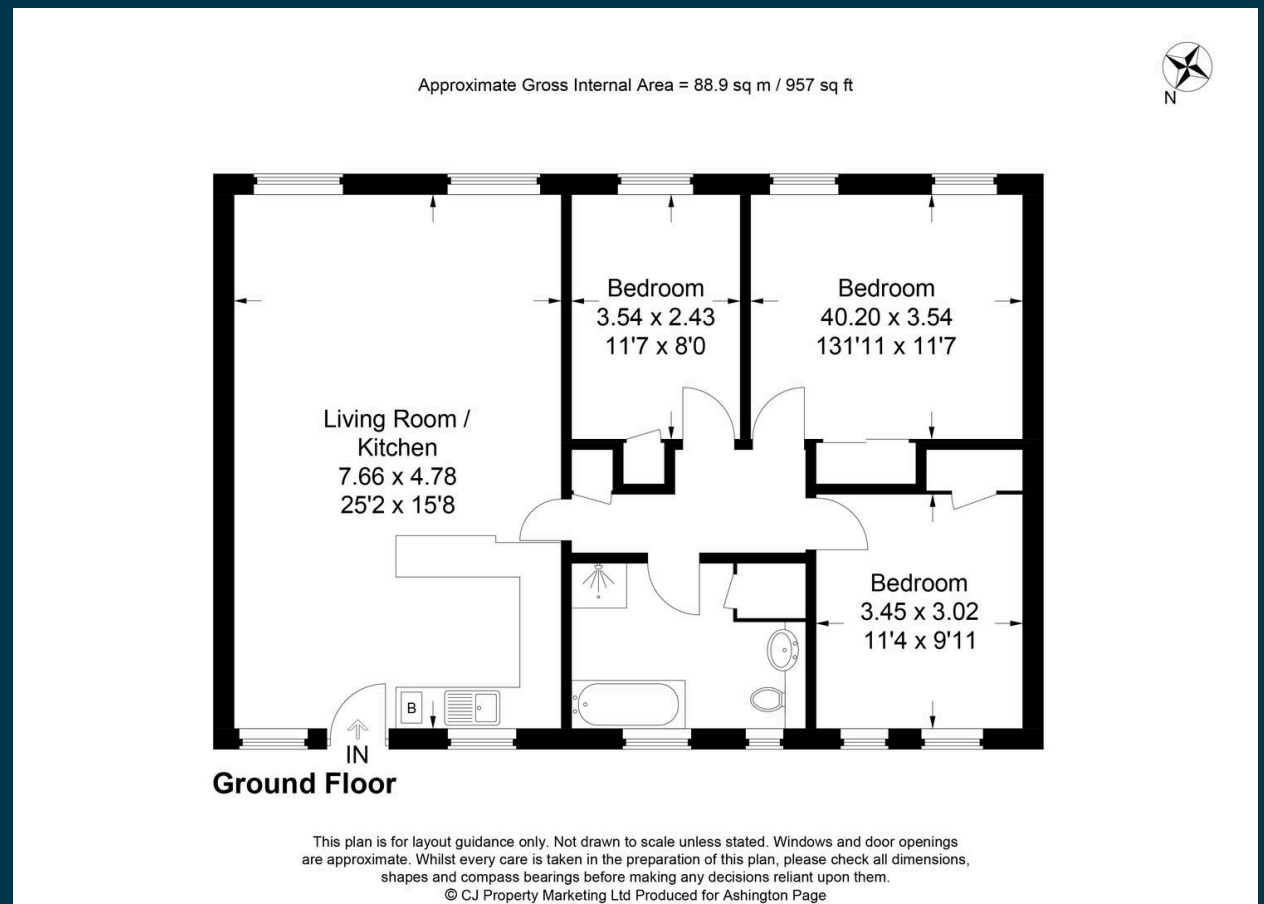 Approximate Gross Internal Area = 88.9 sq m / 957 sq ft
N
Bedroom
3.54 x 2.43
11'7 x 8'0
Bedroom
40.20 x 3.54
131'11 x 11'7
Living Room /
Kitchen
7.66 x 4.78
25'2 x 15'8
Bedroom
3.45 x 3.02
11'4 x 9'11
B
IN
Ground Floor
This plan is for layout guidance only. Not drawn to scale unless stated. Windows and door openings
are approximate. Whilst every care is taken in the preparation of this plan, please check all dimensions,
shapes and compass bearings before making any decisions reliant upon them.
© CJ Property Marketing Ltd Produced for Ashington Page